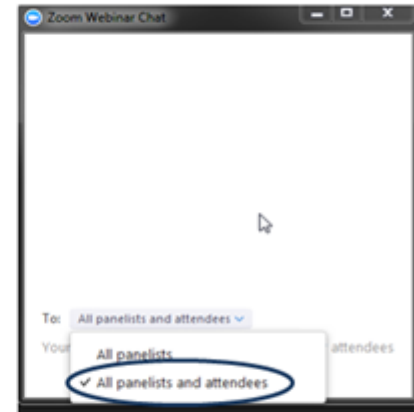 Zoom Webinar Chat
To: All panelists and attendees
Your attendees
All panelists
All panelists and attendees